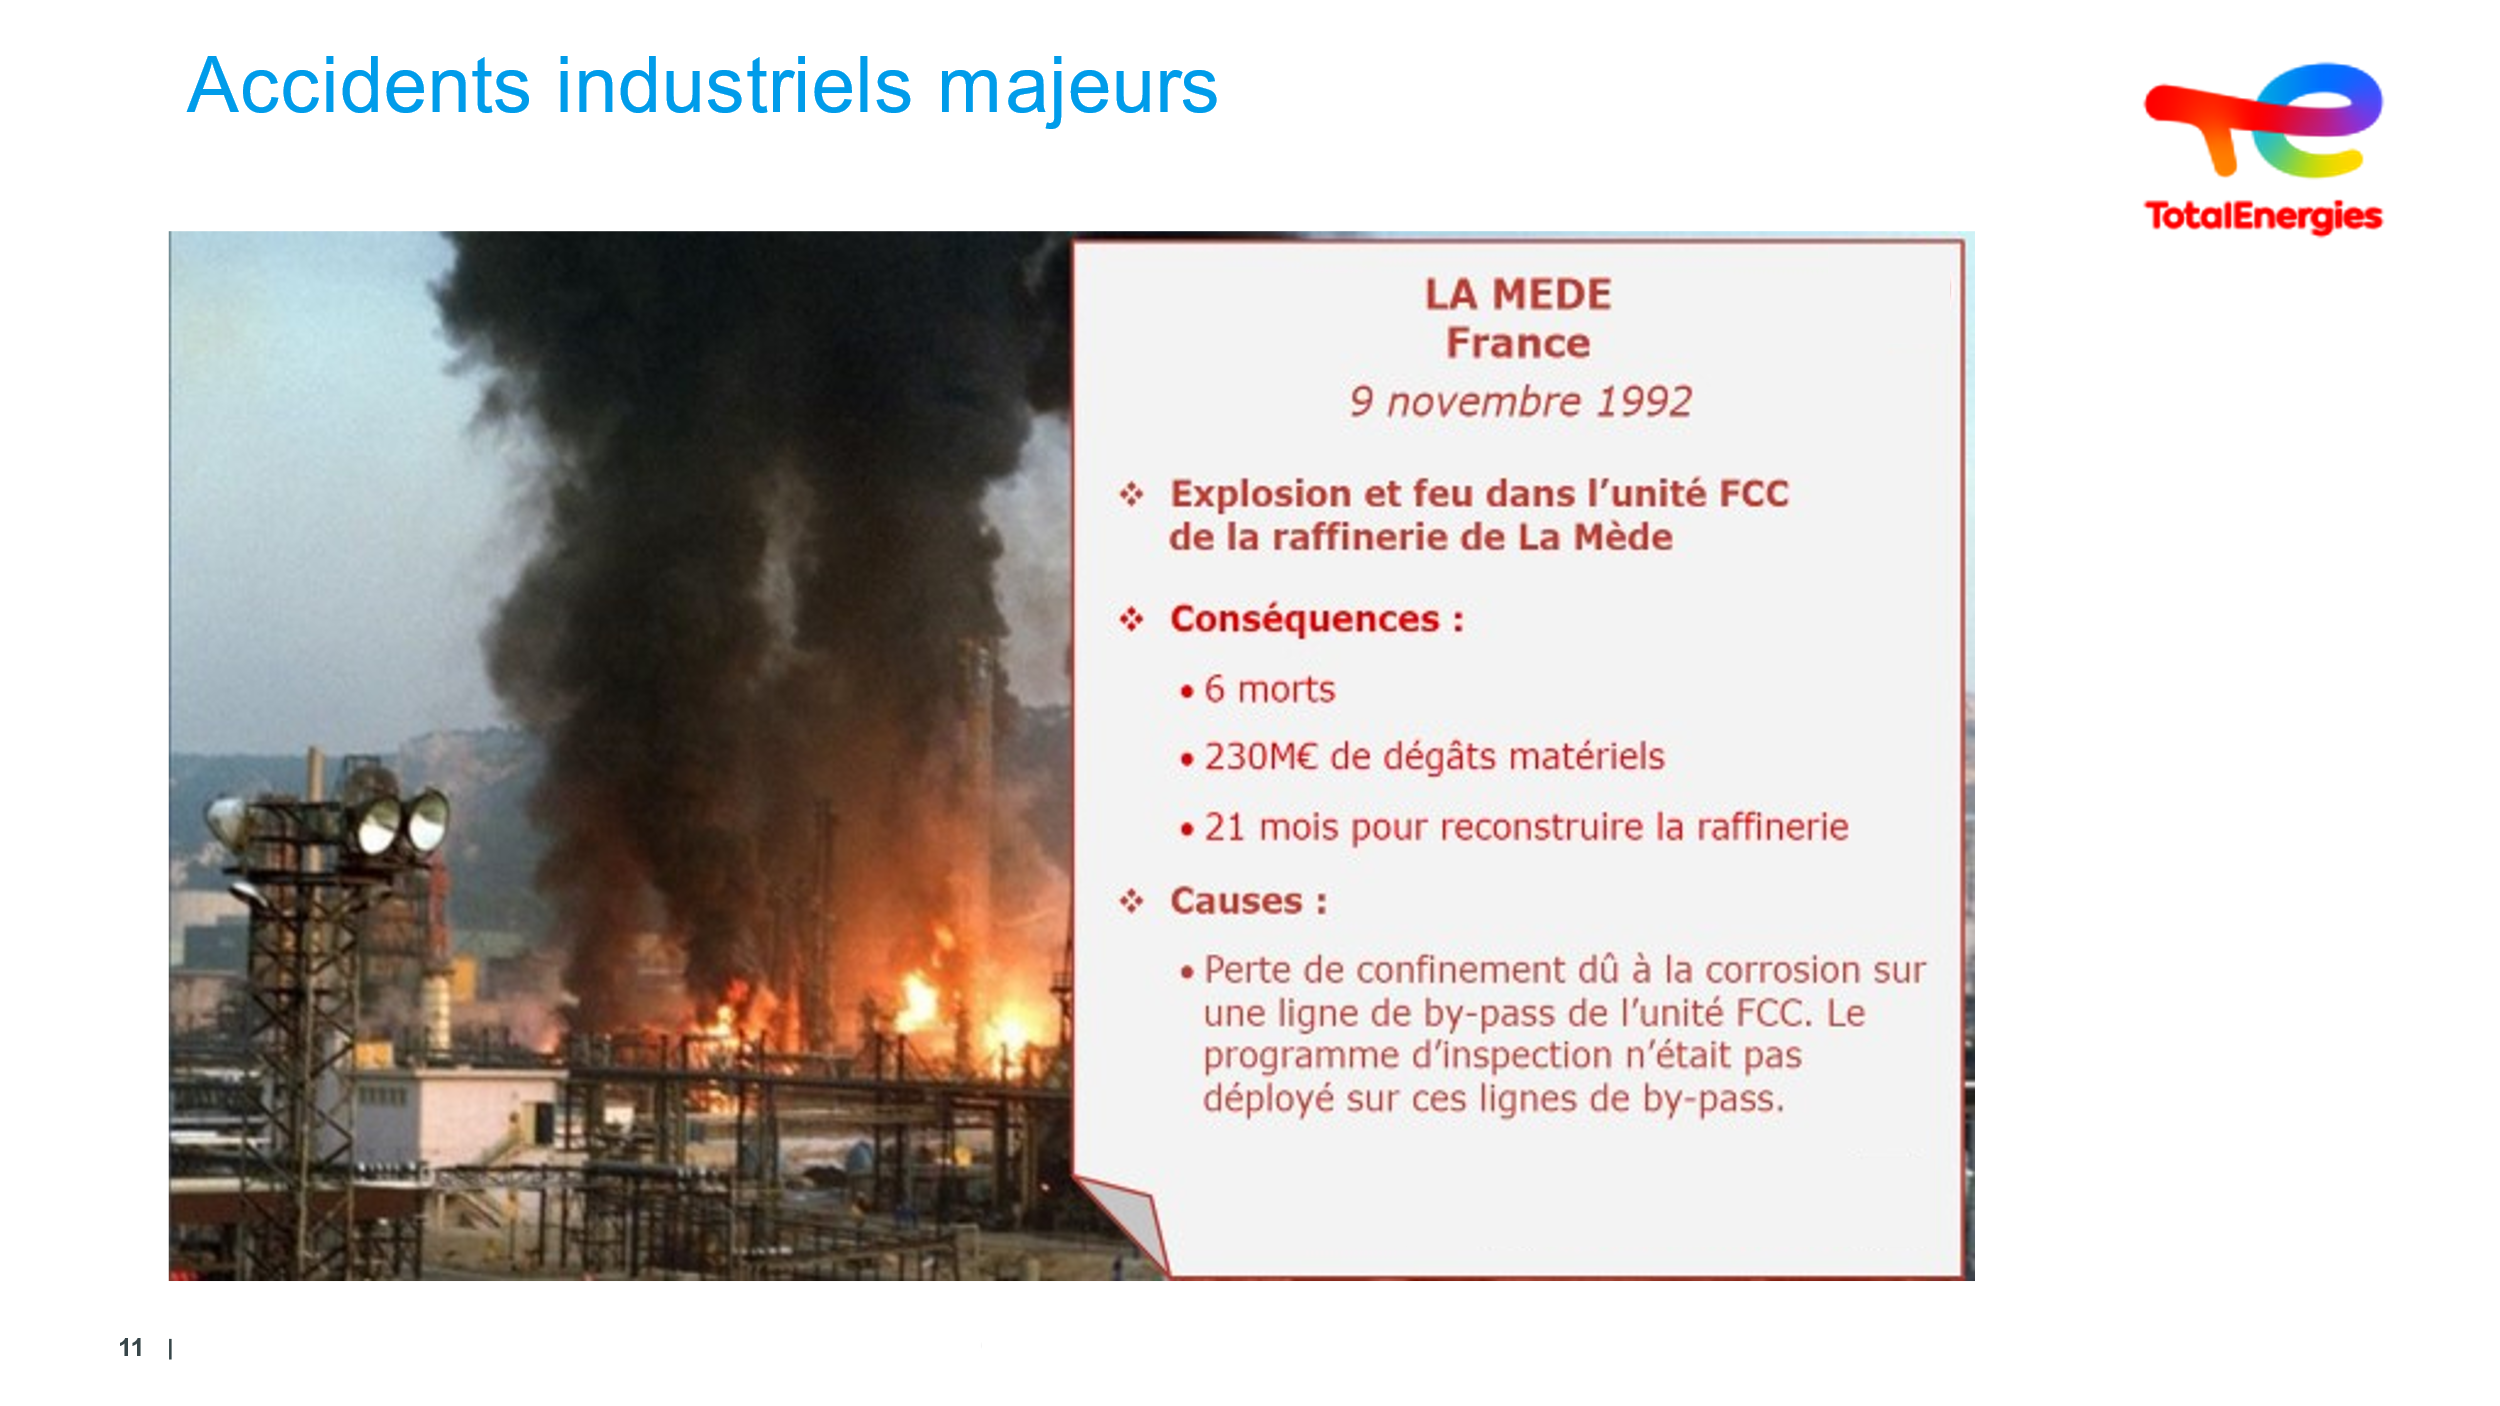 Accidents industriels majeurs
TotalEnergies
LA MEDE
France
9 novembre 1992
❖ Explosion et feu dans l’unité FCC
de la raffinerie de La Mède
❖ Conséquences :
• 6 morts
• 230M€ de dégâts matériels
• 21 mois pour reconstruire la raffinerie
❖ Causes :
• Perte de confinement dû à la corrosion sur
une ligne de by-pass de l’unité FCC. Le
programme d’inspection n’était pas
déployé sur ces lignes de by-pass.
11 |